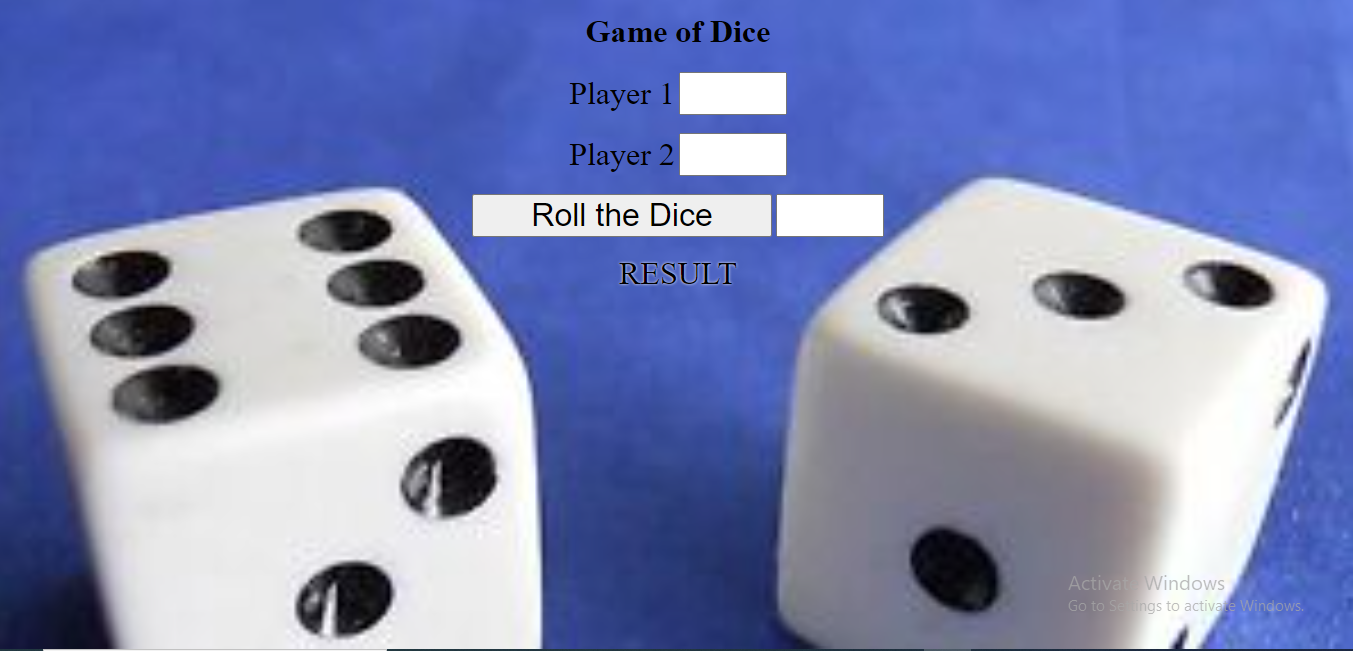 Game of Dice
Player 1
Player 2
Roll the Dice
RESULT
Activate Windows
Go to Settings to activate Windows.